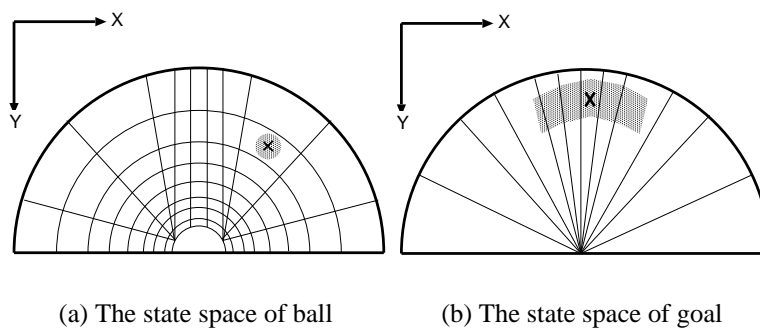 X
Y
X
X
Y
X
(a) The state space of ball
(b) The state space of goal